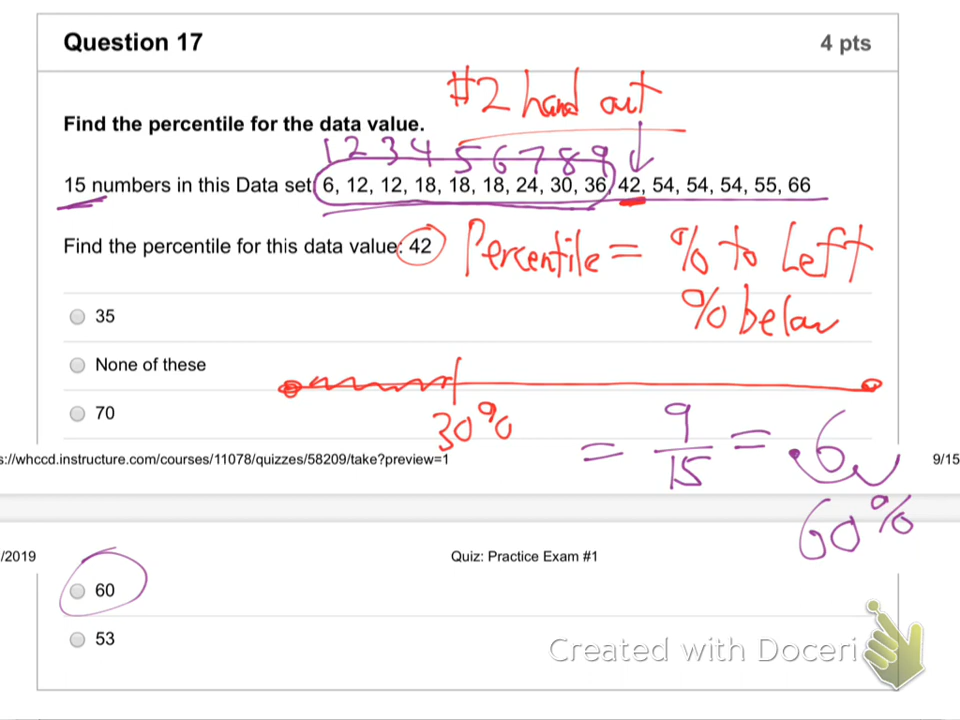 Question 17
4 pts
#2 hand out
Find the percentile for the data value.
1 2 3 4 5 6 7 8 9
15 numbers in this Data set: 6, 12, 12, 18, 18, 18, 24, 30, 36, 42, 54, 54, 54, 55, 66
Find the percentile for this data value: 42
Percentile = % to Left
% below
35
None of these
70
30%
= 9/15 = .6
60%
s://whccd.instructure.com/courses/11078/quizzes/58209/take?preview=1
9/15
/2019
Quiz: Practice Exam #1
60
53
Created with Doceri